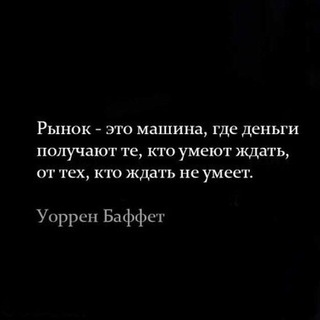 Рынок - это машина, где деньги
получают те, кто умеют ждать,
от тех, кто ждать не умеет.
Уоррен Баффет